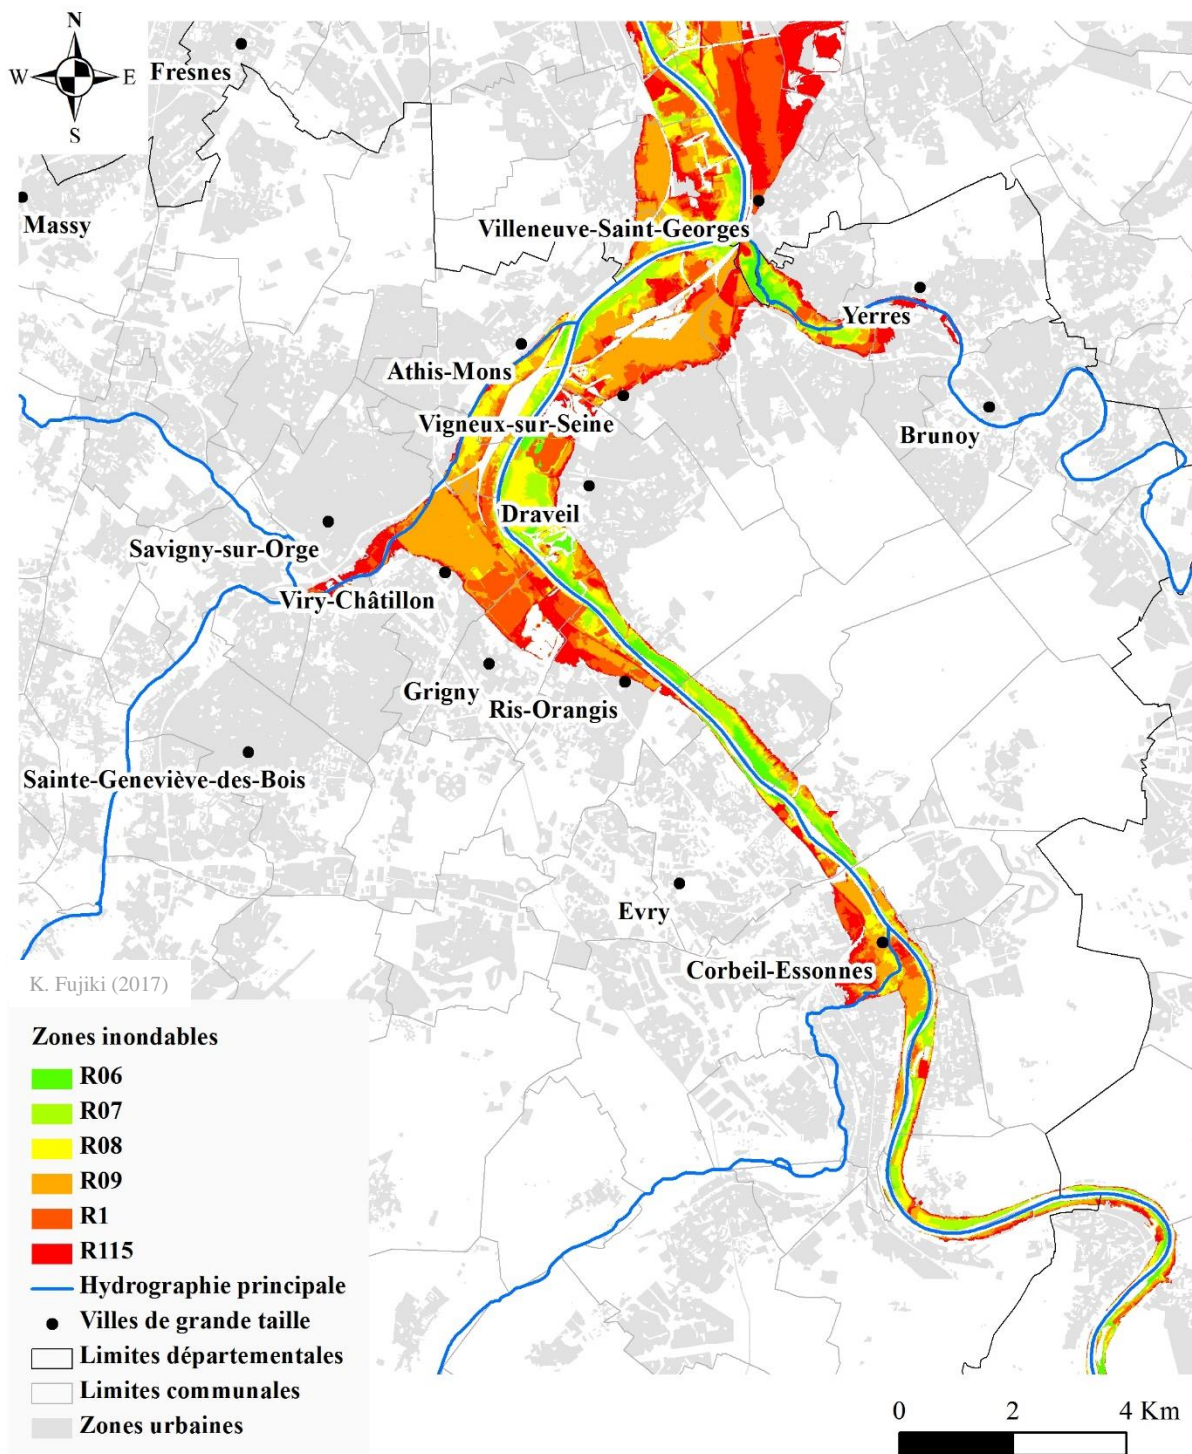 N
W E
S
Fresnes
Massy
Villeneuve-Saint-Georges
Yerres
Athis-Mons
Vigneux-sur-Seine
Brunoy
Draveil
Savigny-sur-Orge
Viry-Châtillon
Grigny
Ris-Orangis
Sainte-Geneviève-des-Bois
Evry
Corbeil-Essonnes
K. Fujiki (2017)
Zones inondables
R06
R07
R08
R09
R1
R115
Hydrographie principale
Villes de grande taille
Limites départementales
Limites communales
Zones urbaines
0 2 4 Km